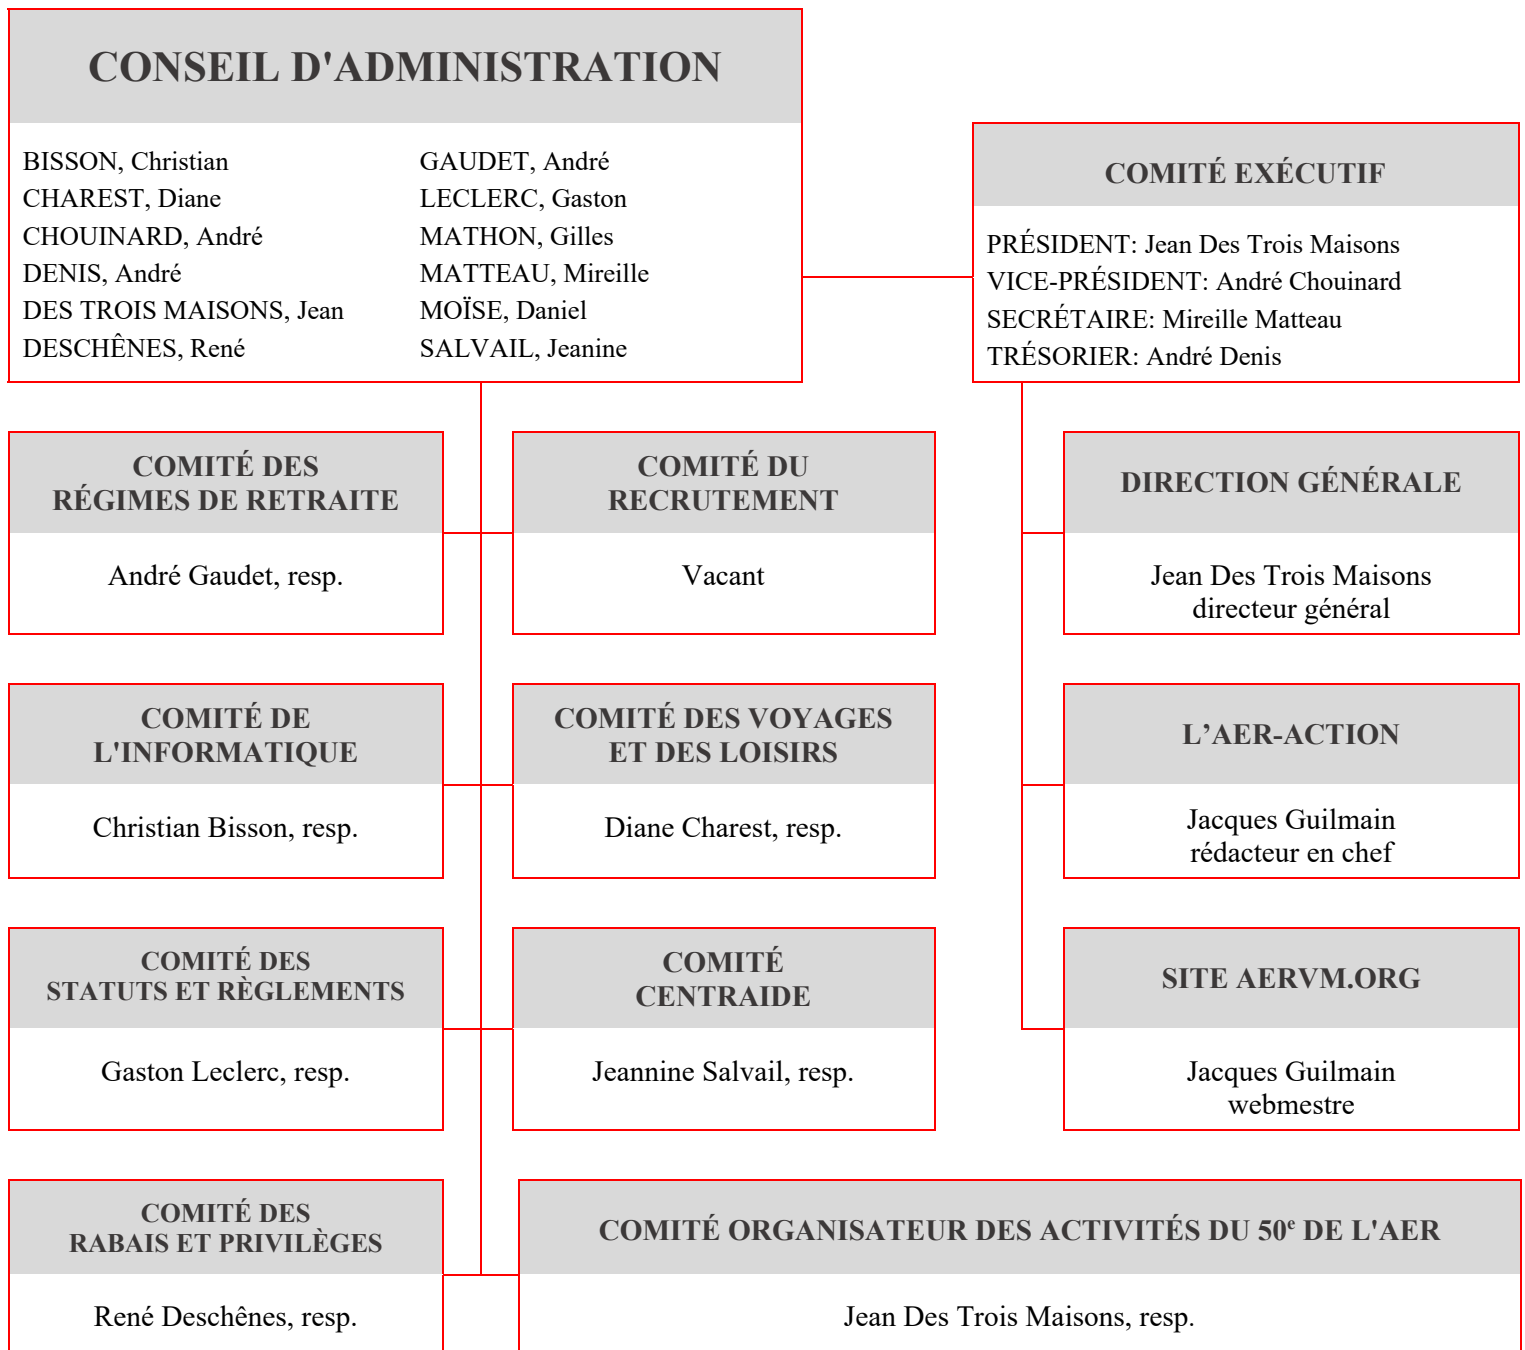 CONSEIL D'ADMINISTRATION
BISSON, Christian
CHAREST, Diane
CHOUINARD, André
DENIS, André
DES TROIS MAISONS, Jean
DESCHÊNES, René
GAUDET, André
LECLERC, Gaston
MATHON, Gilles
MATTEAU, Mireille
MOÏSE, Daniel
SALVAIL, Jeanine
COMITÉ EXÉCUTIF
PRÉSIDENT: Jean Des Trois Maisons
VICE-PRÉSIDENT: André Chouinard
SECRÉTAIRE: Mireille Matteau
TRÉSORIER: André Denis
COMITÉ DES
RÉGIMES DE RETRAITE
André Gaudet, resp.
COMITÉ DU
RECRUTEMENT
Vacant
DIRECTION GÉNÉRALE
Jean Des Trois Maisons
directeur général
COMITÉ DE
L'INFORMATIQUE
Christian Bisson, resp.
COMITÉ DES VOYAGES
ET DES LOISIRS
Diane Charest, resp.
L’AER-ACTION
Jacques Guilmain
rédacteur en chef
COMITÉ DES
STATUTS ET RÈGLEMENTS
Gaston Leclerc, resp.
COMITÉ
CENTRAIDE
Jeannine Salvail, resp.
SITE AERVM.ORG
Jacques Guilmain
webmestre
COMITÉ DES
RABAIS ET PRIVILÈGES
René Deschênes, resp.
COMITÉ ORGANISATEUR DES ACTIVITÉS DU 50e DE L'AER
Jean Des Trois Maisons, resp.